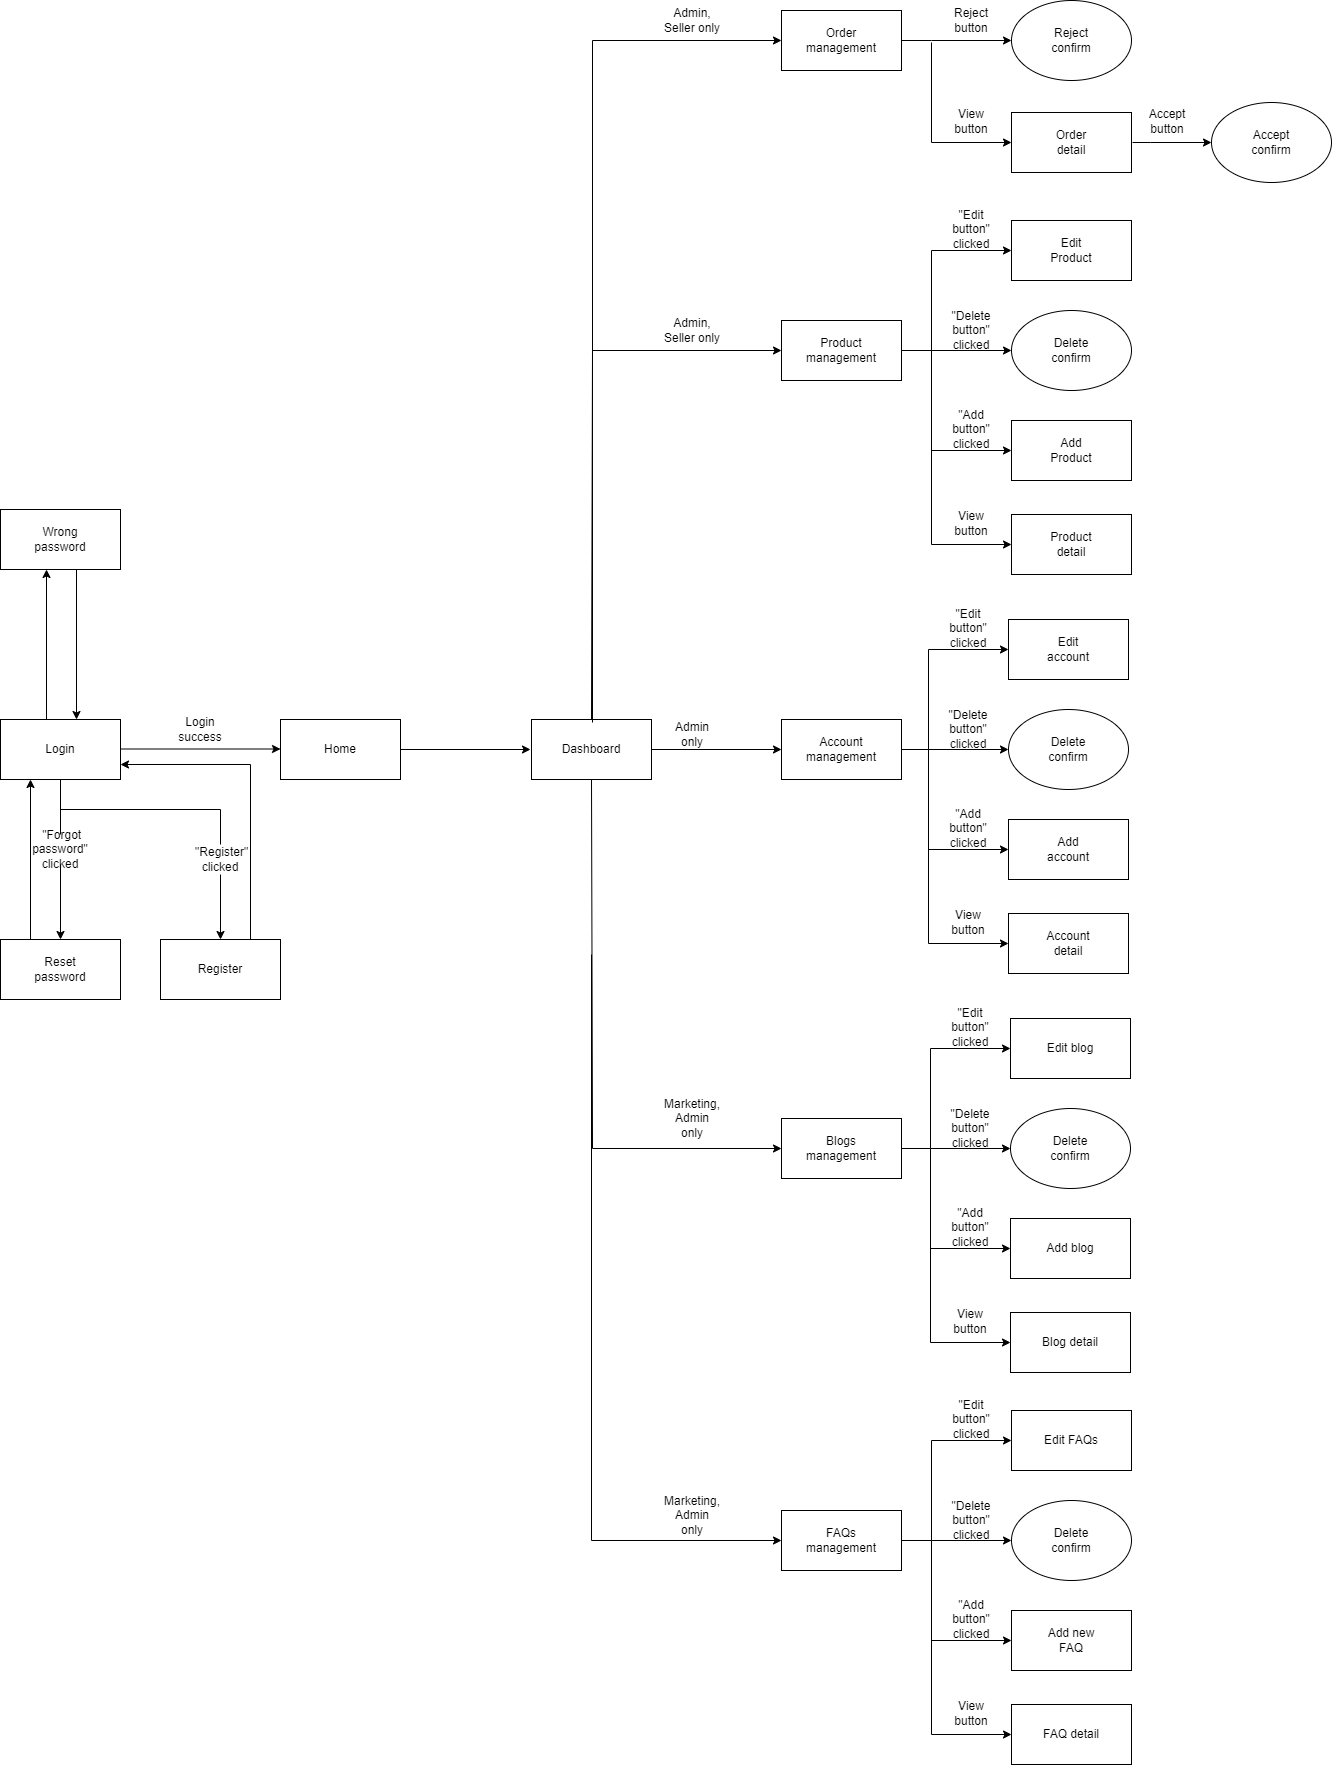 Admin,
Seller only
Order
management
Reject
button
Reject
confirm
View
button
Order
detail
Accept
button
Accept
confirm
Admin,
Seller only
Product
management
"Edit
button"
clicked
Edit
Product
"Delete
button"
clicked
Delete
confirm
"Add
button"
clicked
Add
Product
View
button
Product
detail
Wrong
password
Login
Login
success
Home
Dashboard
"Forgot
password"
clicked
"Register"
clicked
Reset
password
Register
Admin
only
Account
management
"Edit
button"
clicked
Edit
account
"Delete
button"
clicked
Delete
confirm
"Add
button"
clicked
Add
account
View
button
Account
detail
Marketing,
Admin
only
Blogs
management
"Edit
button"
clicked
Edit blog
"Delete
button"
clicked
Delete
confirm
"Add
button"
clicked
Add blog
View
button
Blog detail
Marketing,
Admin
only
FAQs
management
"Edit
button"
clicked
Edit FAQs
"Delete
button"
clicked
Delete
confirm
"Add
button"
clicked
Add new
FAQ
View
button
FAQ detail